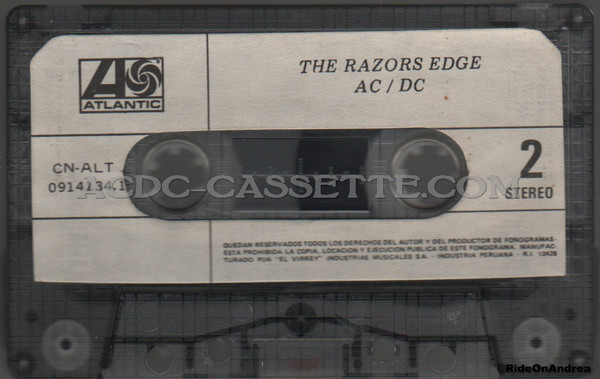 THE RAZORS EDGE
AC / DC
ATLANTIC
CN-ALT
2
STEREO
ACDC-CASSETTE.COM
QUEDAN RESERVADOS TODOS LOS DERECHOS DEL AUTOR Y DEL PRODUCTOR DE FONOGRAMAS-
ESTA PROHIBIDA LA COPIA, LOCACION Y EJECUCION PUBLICA DE ESTE FONOGRAMA. MANUFAC-
TURADO POR "EL VIRREY" INDUSTRIAS MUSICALES S.A. - INDUSTRIA PERUANA - R.I. 12428
©RideOnAndrea